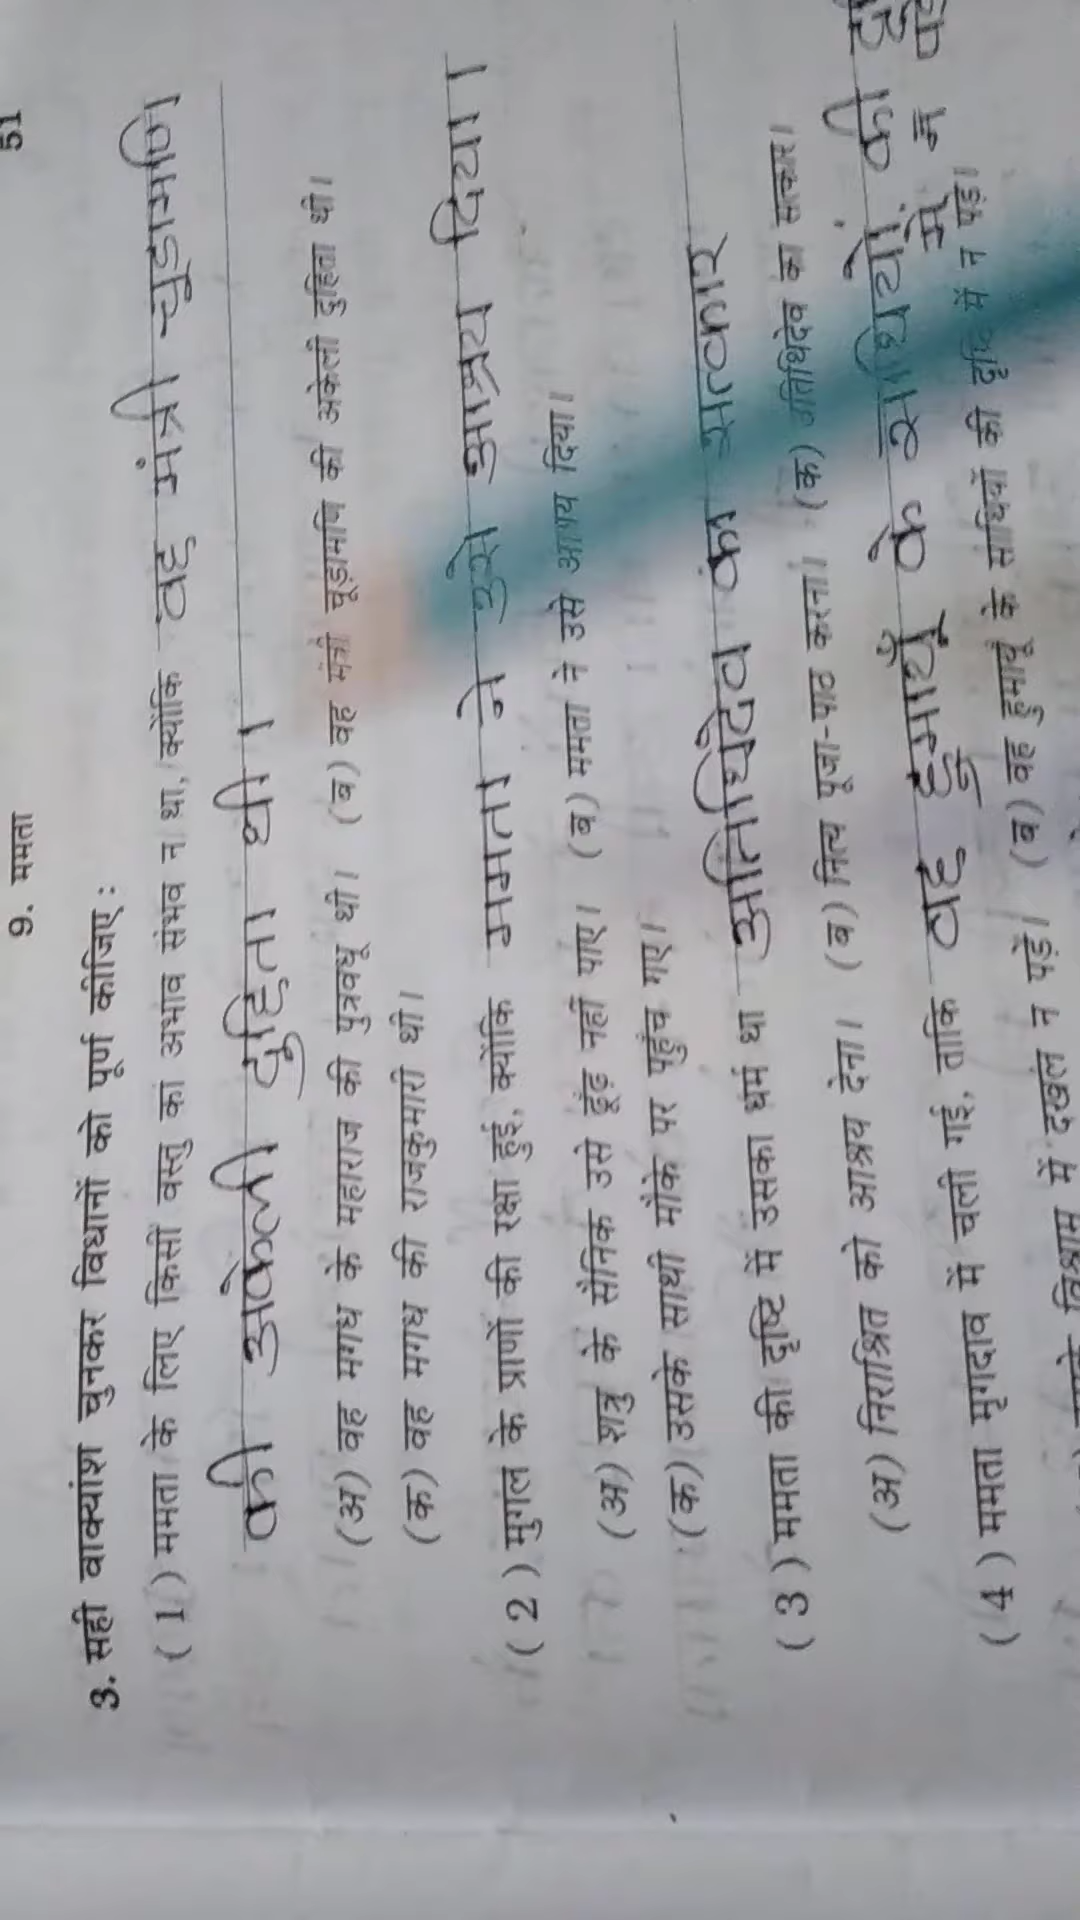 9. ममता
51
3. सही वाक्यांश चुनकर विधानों को पूर्ण कीजिए :
( 1 ) ममता के लिए किसी वस्तु का अभाव संभव न था, क्योंकि वह मंत्री चुडामणि
की अकेली दुहिता थी।
(अ) वह मगध के महाराज की पुत्रवधू थी। (ब) वह मंत्री चूड़ामणि की अकेली दुहिता थी।
(क) वह मगध की राजकुमारी थी।
( 2 ) मुगल के प्राणों की रक्षा हुई, क्योंकि ममता ने उसे आश्रय दिया।
(अ) शत्रु के सैनिक उसे ढूंढ़ नहीं पाए। (ब) ममता ने उसे आश्रय दिया।
(क) उसके साथी मौके पर पहुंच गए।
( 3 ) ममता की दृष्टि में उसका धर्म था अतिथिदेव का सत्कार
(अ) निराश्रित को आश्रय देना। (ब) नित्य पूजा-पाठ करना। (क) अतिथिदेव का सत्कार।
( 4 ) ममता मृगदाव में चली गई, ताकि वह हुमायूँ के साथियों की
में न
(ब) वह हुमायूं के साथियों की दृष्टि में न पड़े।
विश्राम में दखल न पड़े।